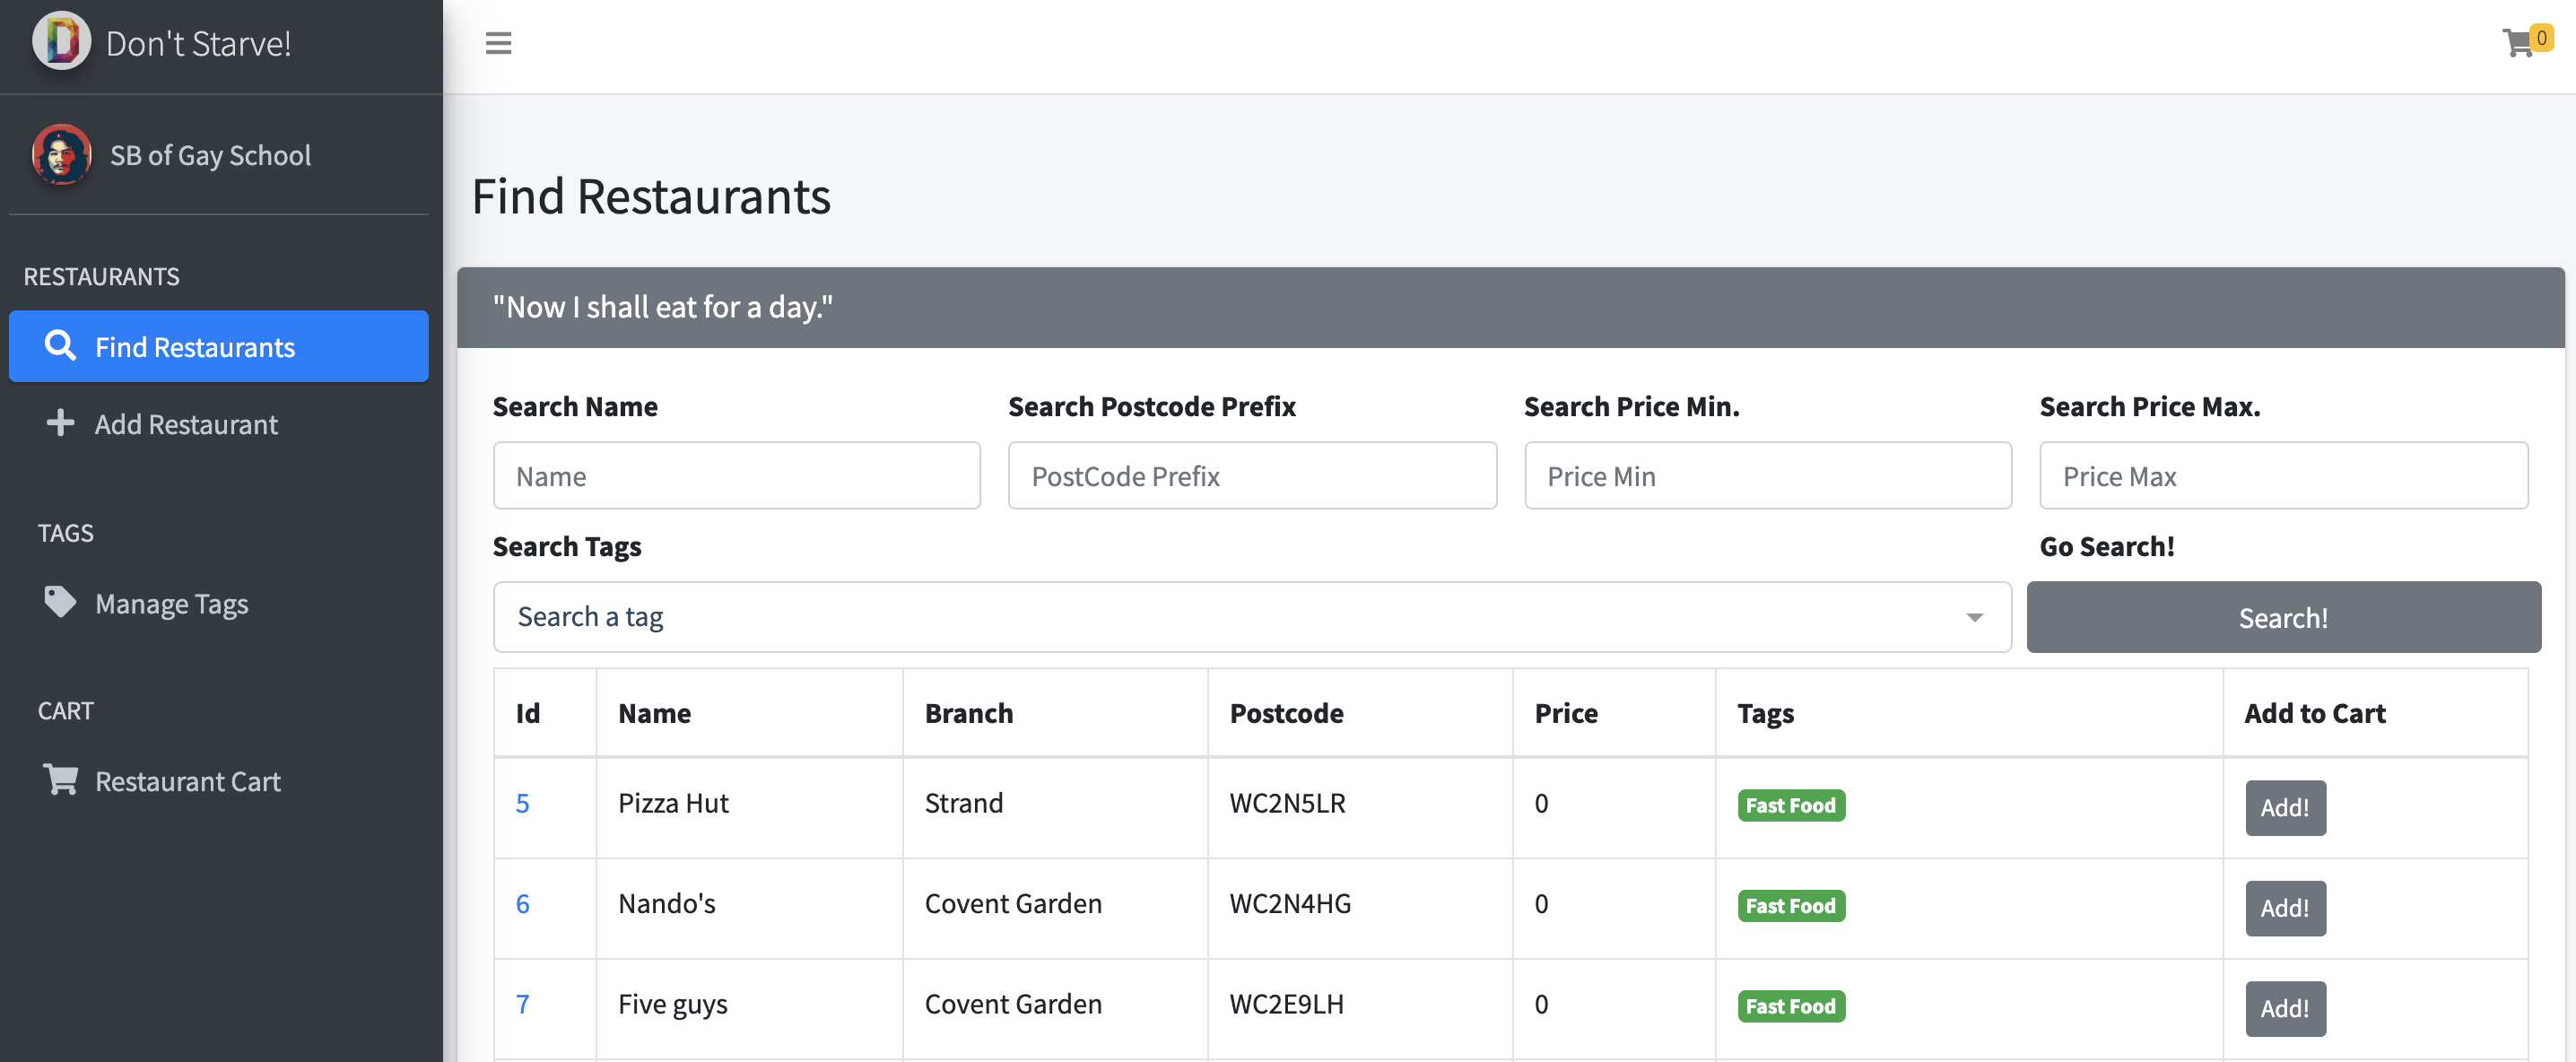 Don't Starve!
0
SB of Gay School
RESTAURANTS
Find Restaurants
Add Restaurant
TAGS
Manage Tags
CART
Restaurant Cart
Find Restaurants
"Now I shall eat for a day."
Search Name Search Postcode Prefix Search Price Min. Search Price Max.
Name PostCode Prefix Price Min Price Max
Search Tags Go Search!
Search a tag Search!
Id Name Branch Postcode Price Tags Add to Cart
5 Pizza Hut Strand WC2N5LR 0 Fast Food Add!
6 Nando's Covent Garden WC2N4HG 0 Fast Food Add!
7 Five guys Covent Garden WC2E9LH 0 Fast Food Add!